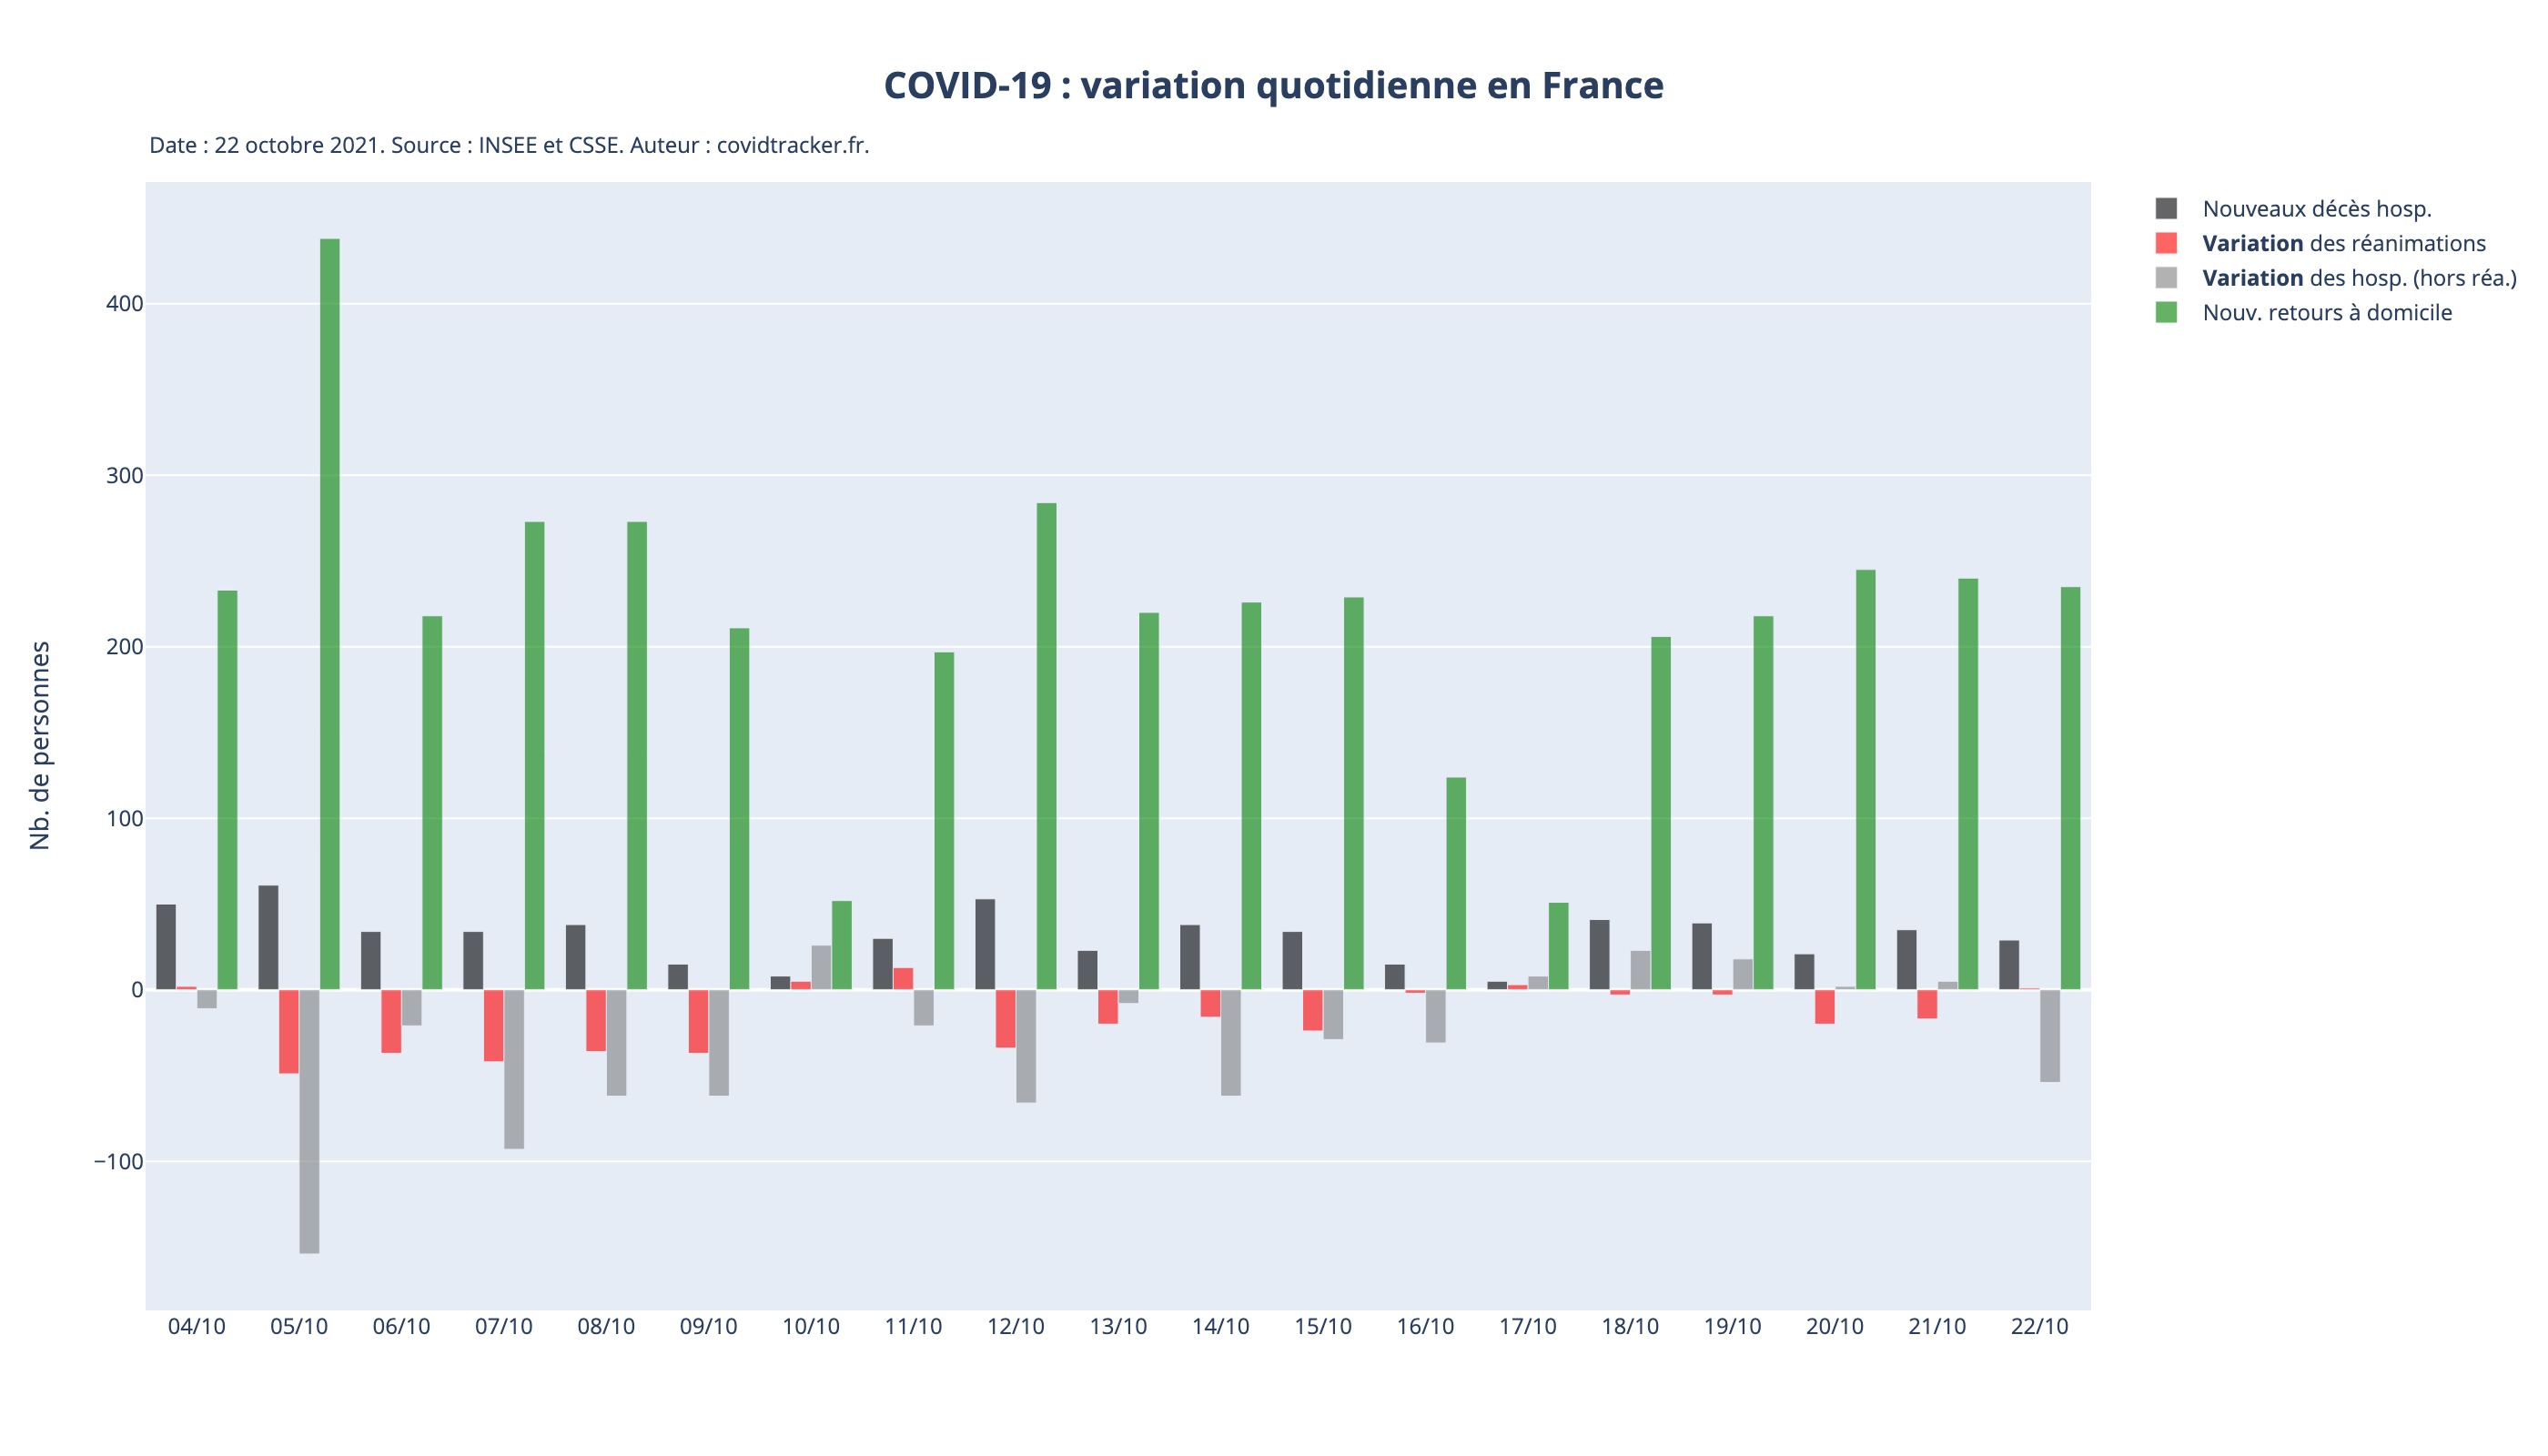 COVID-19 : variation quotidienne en France
Date : 22 octobre 2021. Source : INSEE et CSSE. Auteur : covidtracker.fr.
Nouveaux décès hosp.
Variation des réanimations
Variation des hosp. (hors réa.)
Nouv. retours à domicile
Nb. de personnes
400
300
200
100
0
−100
04/10 05/10 06/10 07/10 08/10 09/10 10/10 11/10 12/10 13/10 14/10 15/10 16/10 17/10 18/10 19/10 20/10 21/10 22/10